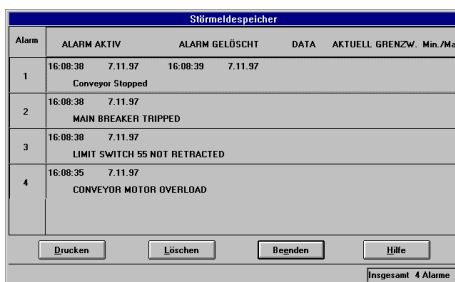 Störmeldespeicher
Alarm ALARM AKTIV ALARM GELÖSCHT DATA AKTUELL GRENZW. Min./Ma
1 16:08:38 7.11.97 16:08:39 7.11.97
Conveyor Stopped
2 16:08:38 7.11.97
MAIN BREAKER TRIPPED
3 16:08:38 7.11.97
LIMIT SWITCH 55 NOT RETRACTED
4 16:08:35 7.11.97
CONVEYOR MOTOR OVERLOAD
Drucken Löschen Beenden Hilfe
Insgesamt 4 Alarme